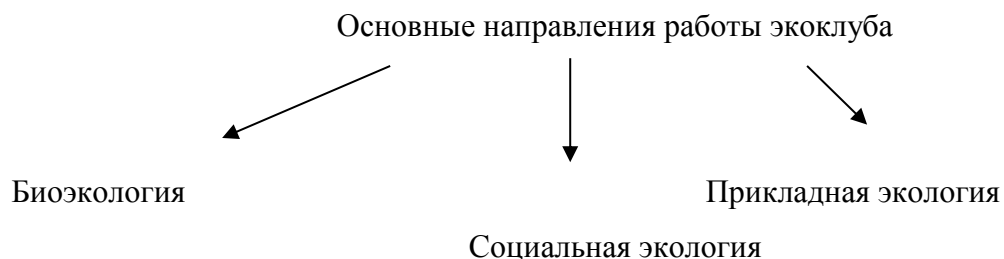 Основные направления работы экоклуба
Биоэкология
Прикладная экология
Социальная экология